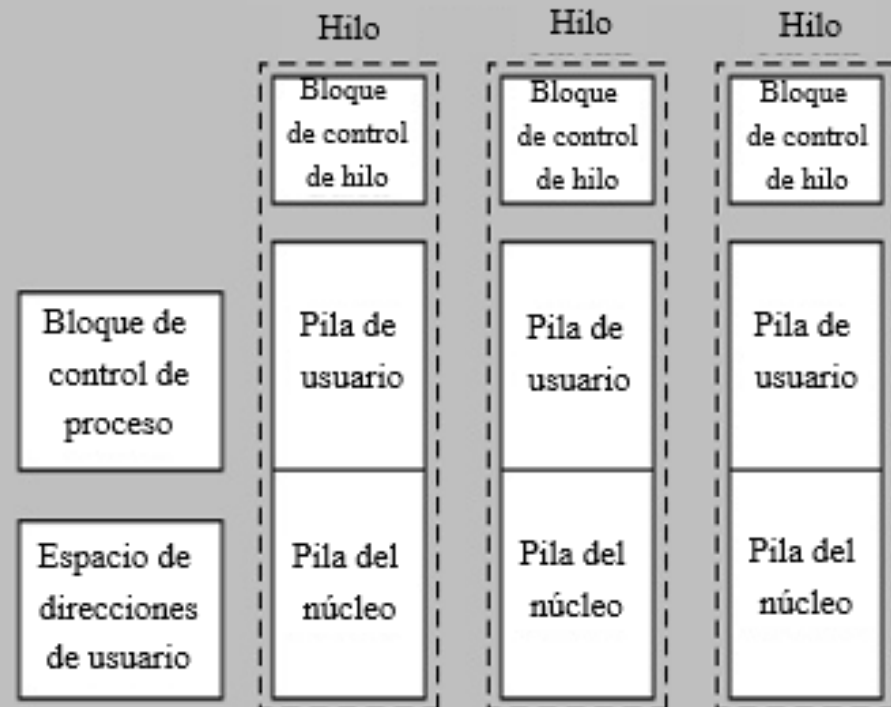 Hilo
Hilo
Hilo
Bloque
de control
de hilo
Bloque
de control
de hilo
Bloque
de control
de hilo
Bloque de
control de
proceso
Pila de
usuario
Pila de
usuario
Pila de
usuario
Espacio de
direcciones
de usuario
Pila del
núcleo
Pila del
núcleo
Pila del
núcleo